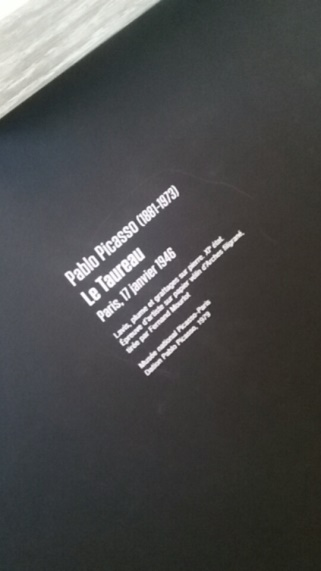 Pablo Picasso (1881-1973)
Le Taureau
Paris, 17 janvier 1946
Lavis, plume et grattages sur pierre. XIe état.
Épreuve d'artiste sur papier vélin d'Arches filigrané,
tirée par Fernand Mourlot
Musée national Picasso-Paris
Dation Pablo Picasso, 1979